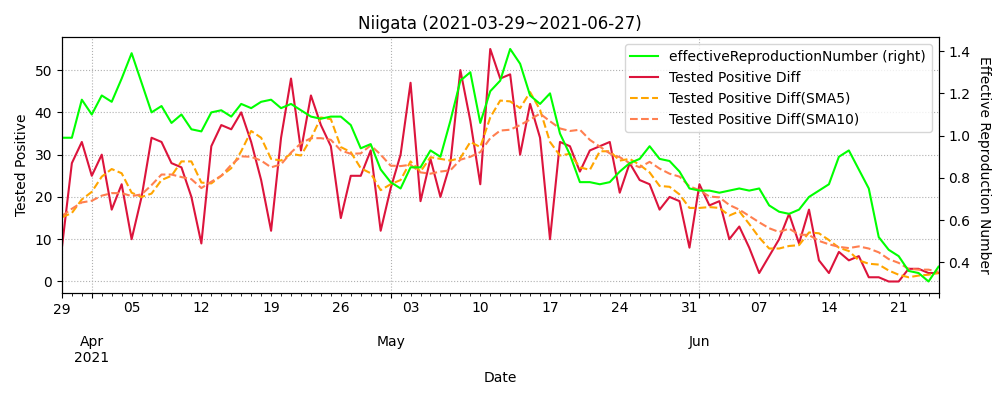 Niigata (2021-03-29~2021-06-27)
effectiveReproductionNumber (right)
Tested Positive Diff
Tested Positive Diff(SMA5)
Tested Positive Diff(SMA10)
Tested Positive
50
40
30
20
10
0
1.4
1.2
1.0
0.8
0.6
0.4
Effective Reproduction Number
29 05 12 19 26 03 10 17 24 31 07 14 21
Apr May Jun
2021
Date